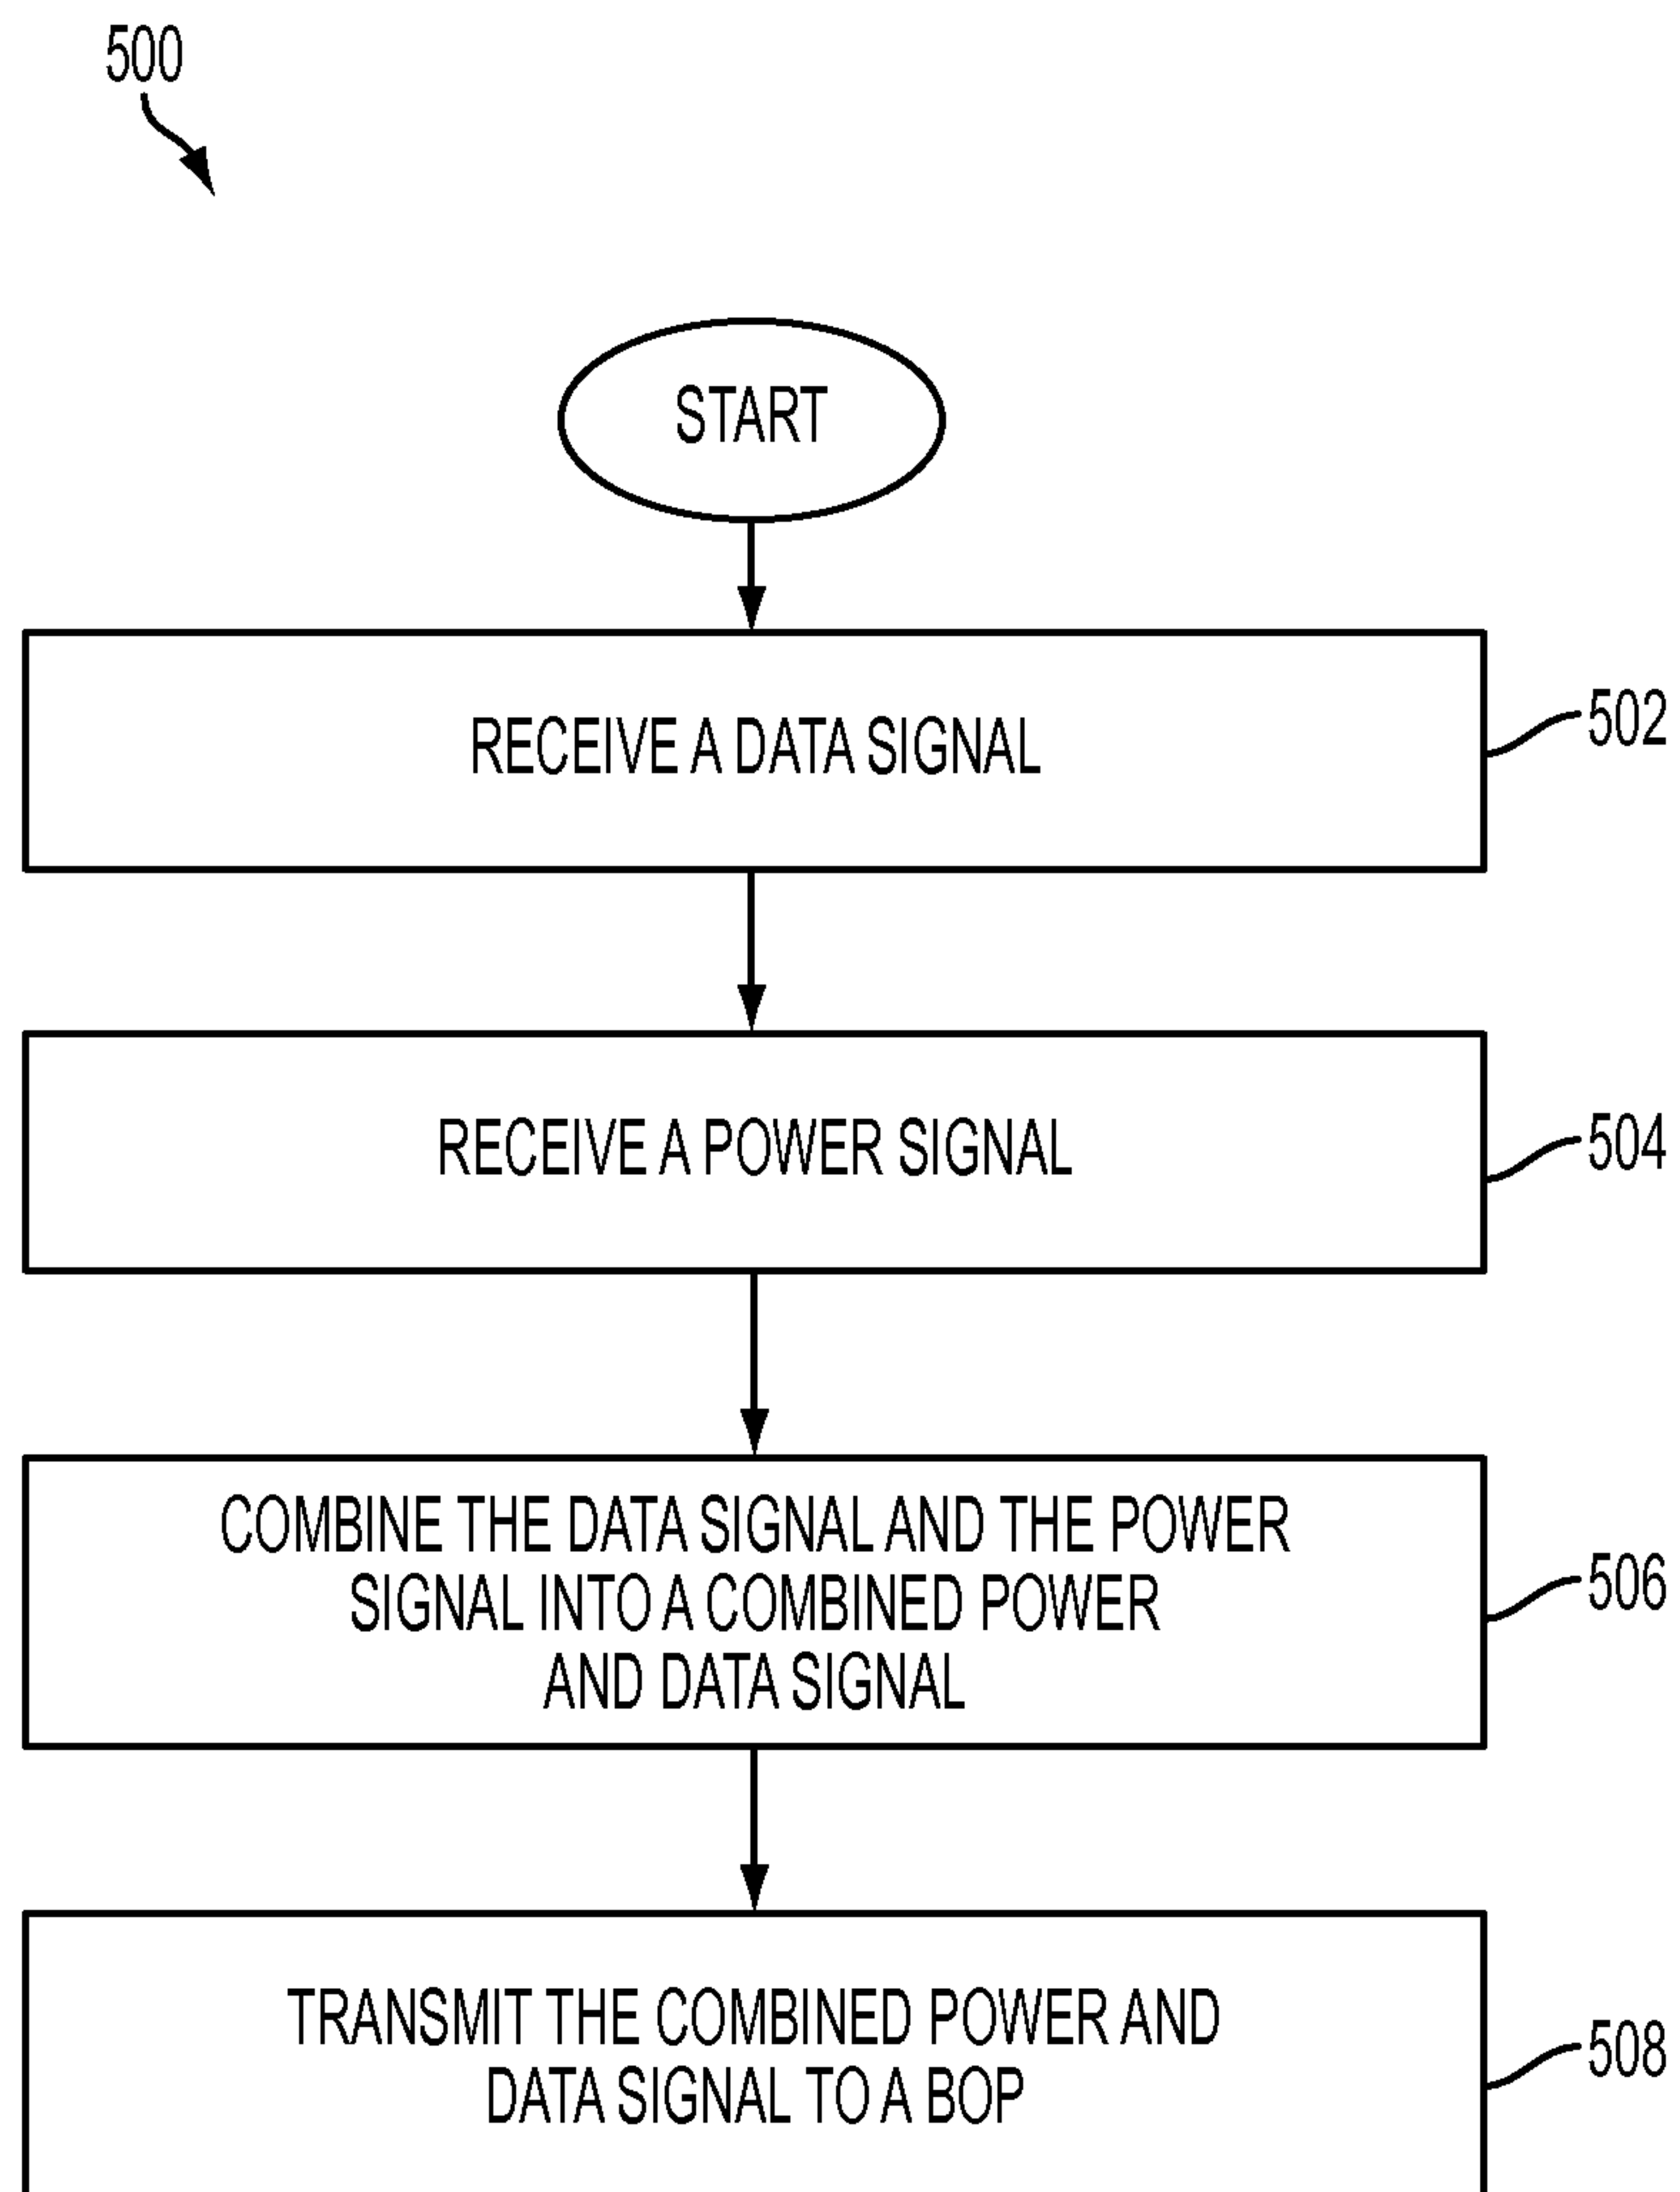 500
START
RECEIVE A DATA SIGNAL
502
RECEIVE A POWER SIGNAL
504
COMBINE THE DATA SIGNAL AND THE POWER
SIGNAL INTO A COMBINED POWER
AND DATA SIGNAL
506
TRANSMIT THE COMBINED POWER AND
DATA SIGNAL TO A BOP
508